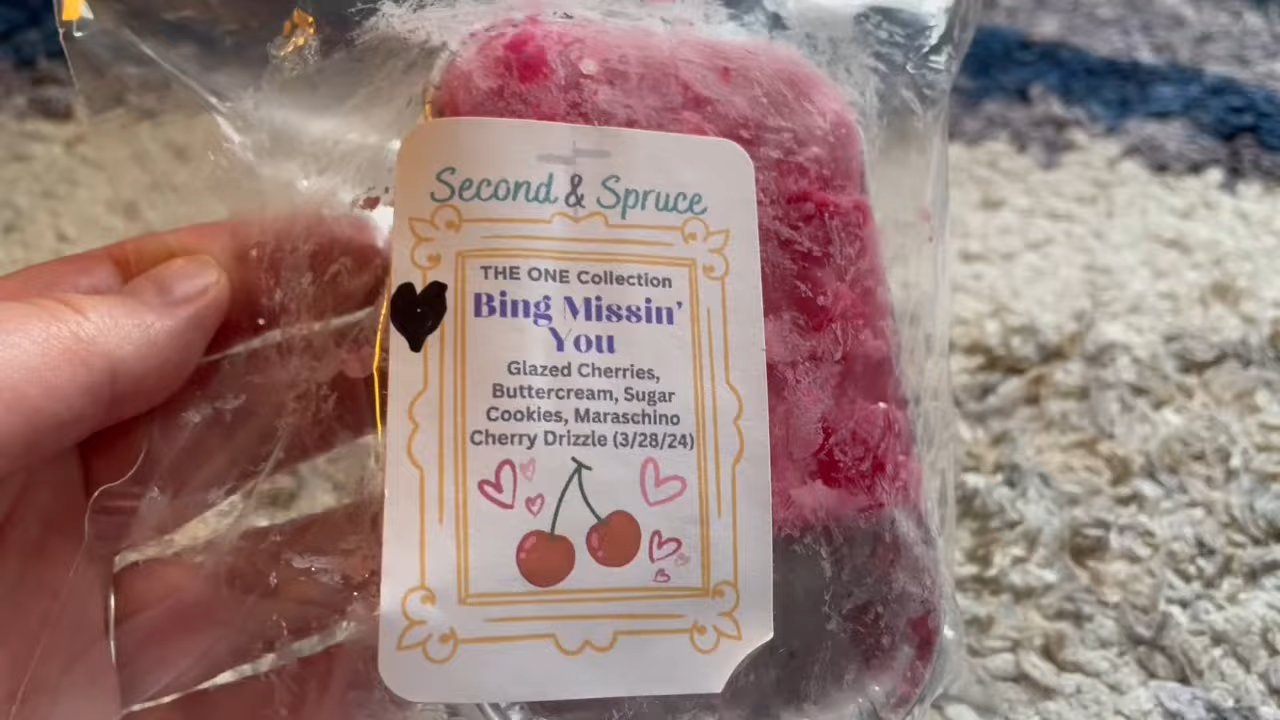 Second & Spruce
THE ONE Collection
Bing Missin'
You
Glazed Cherries,
Buttercream, Sugar
Cookies, Maraschino
Cherry Drizzle (3/28/24)